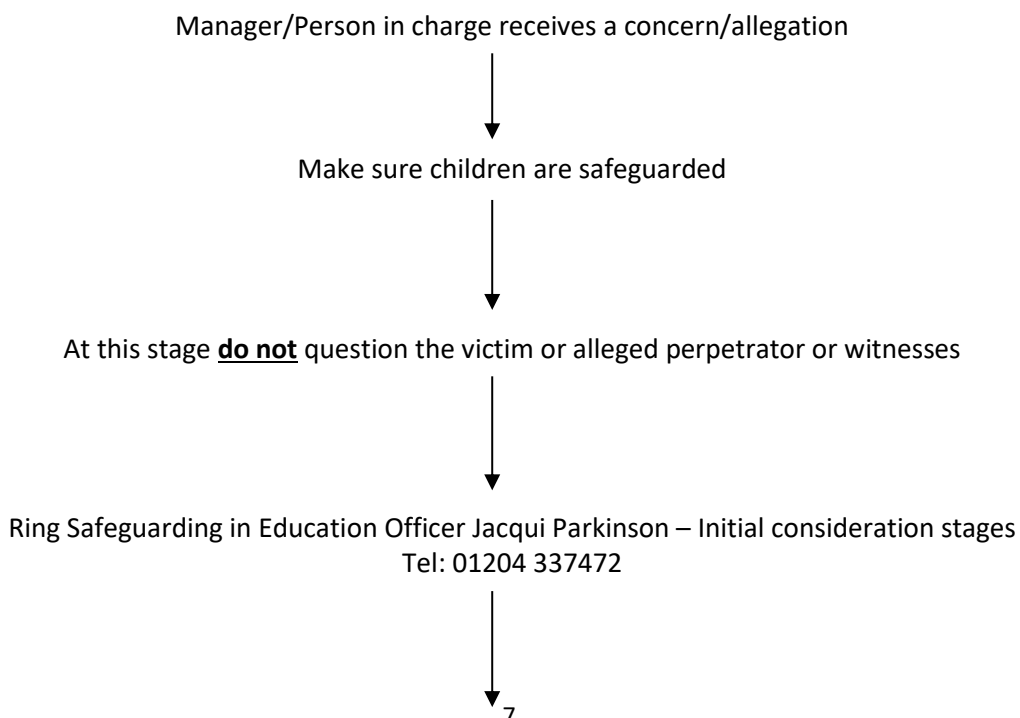 Manager/Person in charge receives a concern/allegation
Make sure children are safeguarded
At this stage do not question the victim or alleged perpetrator or witnesses
Ring Safeguarding in Education Officer Jacqui Parkinson – Initial consideration stages
Tel: 01204 337472
7